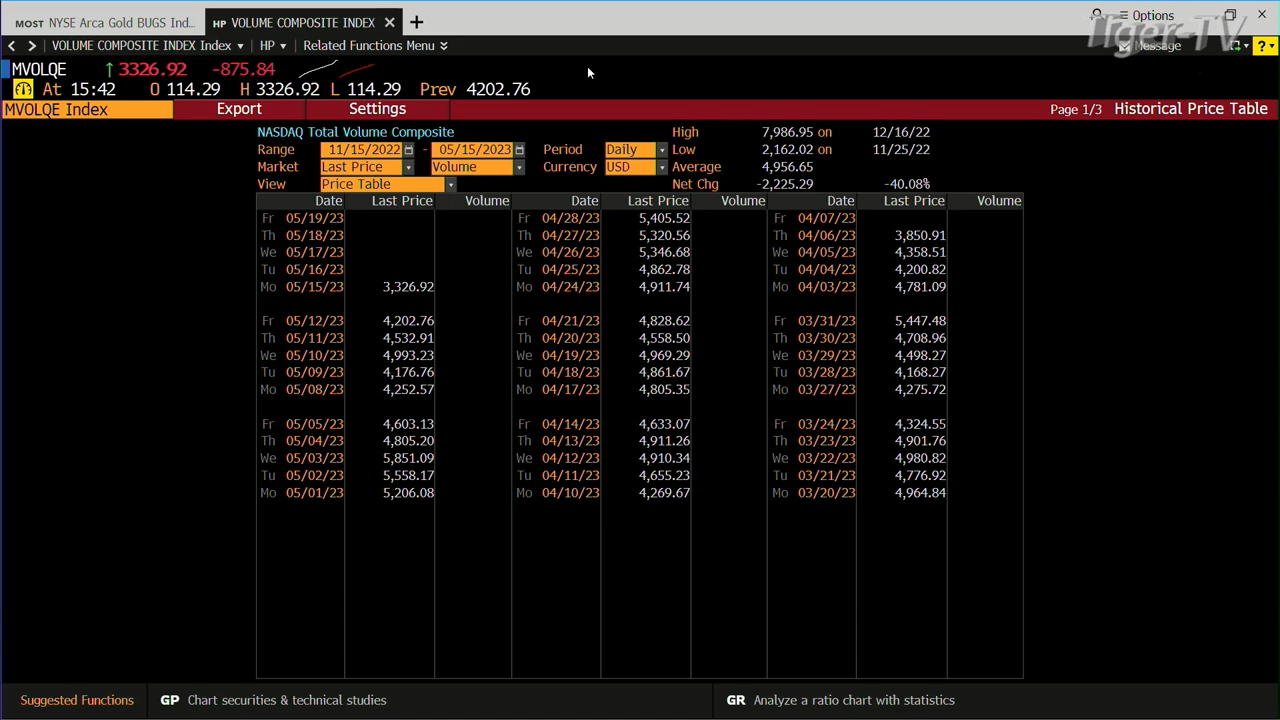 MOST NYSE Arca Gold BUGS Ind... HP VOLUME COMPOSITE INDEX × + Options
Tiger-TV
< > VOLUME COMPOSITE INDEX Index HP Related Functions Menu Message ?
MVOLQE ↑ 3326.92 -875.84
At 15:42 O 114.29 H 3326.92 L 114.29 Prev 4202.76
MVOLQE Index Export Settings Page 1/3 Historical Price Table
NASDAQ Total Volume Composite High 7,986.95 on 12/16/22
Range 11/15/2022 - 05/15/2023 Period Daily Low 2,162.02 on 11/25/22
Market Last Price Volume Currency USD Average 4,956.65
View Price Table Net Chg -2,225.29 -40.08%
Date Last Price Volume Date Last Price Volume Date Last Price Volume
Fr 05/19/23 Fr 04/28/23 5,405.52 Fr 04/07/23
Th 05/18/23 Th 04/27/23 5,320.56 Th 04/06/23 3,850.91
We 05/17/23 We 04/26/23 5,346.68 We 04/05/23 4,358.51
Tu 05/16/23 Tu 04/25/23 4,862.78 Tu 04/04/23 4,200.82
Mo 05/15/23 3,326.92 Mo 04/24/23 4,911.74 Mo 04/03/23 4,781.09
Fr 05/12/23 4,202.76 Fr 04/21/23 4,828.62 Fr 03/31/23 5,447.48
Th 05/11/23 4,532.91 Th 04/20/23 4,558.50 Th 03/30/23 4,708.96
We 05/10/23 4,993.23 We 04/19/23 4,969.29 We 03/29/23 4,498.27
Tu 05/09/23 4,176.76 Tu 04/18/23 4,861.67 Tu 03/28/23 4,168.27
Mo 05/08/23 4,252.57 Mo 04/17/23 4,805.35 Mo 03/27/23 4,275.72
Fr 05/05/23 4,603.13 Fr 04/14/23 4,633.07 Fr 03/24/23 4,324.55
Th 05/04/23 4,805.20 Th 04/13/23 4,911.26 Th 03/23/23 4,901.76
We 05/03/23 5,851.09 We 04/12/23 4,910.34 We 03/22/23 4,980.82
Tu 05/02/23 5,558.17 Tu 04/11/23 4,655.23 Tu 03/21/23 4,776.92
Mo 05/01/23 5,206.08 Mo 04/10/23 4,269.67 Mo 03/20/23 4,964.84
Suggested Functions GP Chart securities & technical studies GR Analyze a ratio chart with statistics